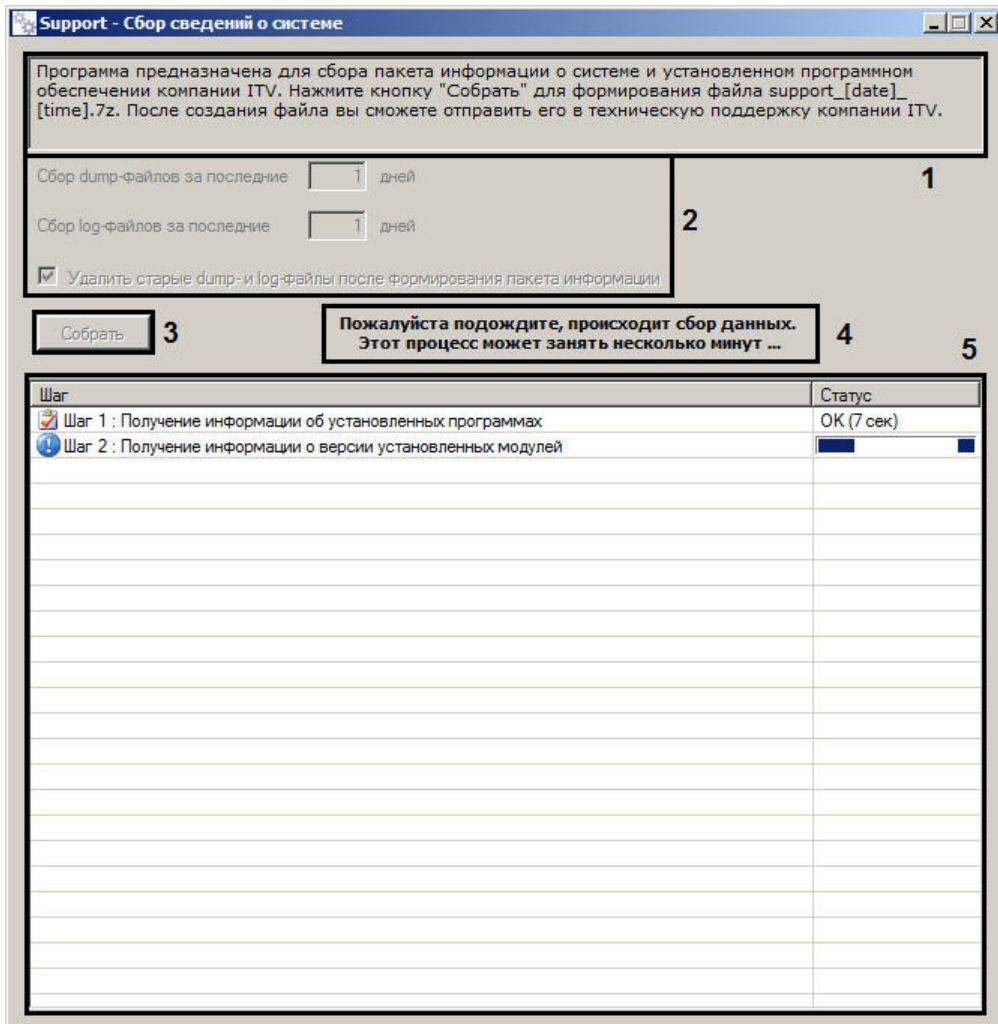 Support - Сбор сведений о системе
Программа предназначена для сбора пакета информации о системе и установленном программном
обеспечении компании ITV. Нажмите кнопку "Собрать" для формирования файла support_[date]_
[time].7z. После создания файла вы сможете отправить его в техническую поддержку компании ITV.
1
Сбор dump-файлов за последние 1 дней
2
Сбор log-файлов за последние 1 дней
Удалить старые dump- и log-файлы после формирования пакета информации
Собрать
3
Пожалуйста подождите, происходит сбор данных.
Этот процесс может занять несколько минут ...
4
5
Шаг Статус
Шаг 1 : Получение информации об установленных программах OK (7 сек)
Шаг 2 : Получение информации о версии установленных модулей